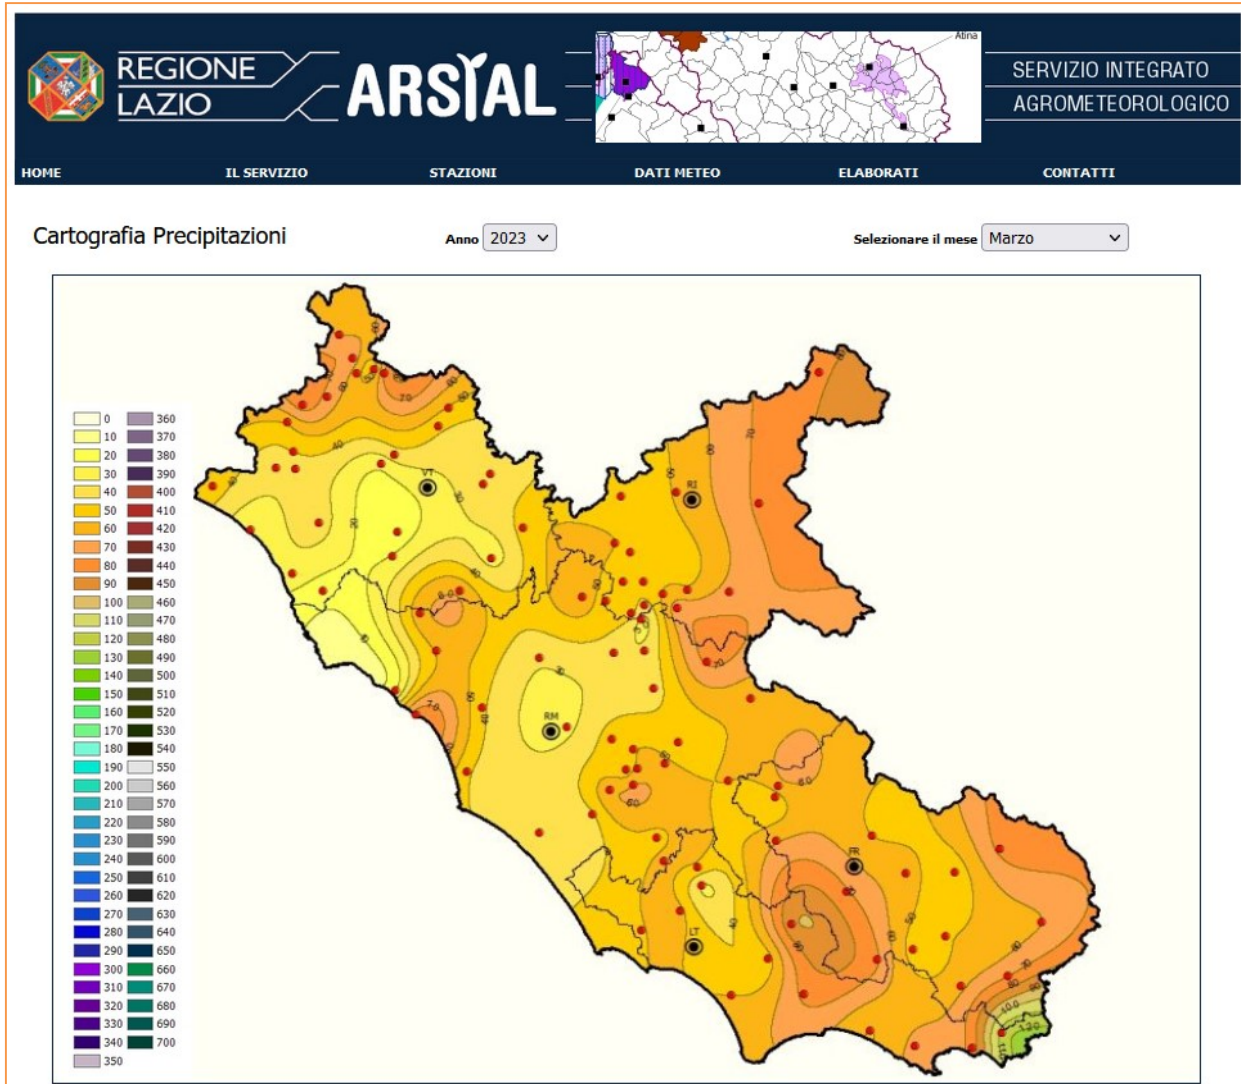 REGIONE
LAZIO
ARSIAL
Atina
SERVIZIO INTEGRATO
AGROMETEOROLOGICO
HOME IL SERVIZIO STAZIONI DATI METEO ELABORATI CONTATTI
Cartografia Precipitazioni Anno 2023 Selezionare il mese Marzo
0 360
10 370
20 380
30 390
40 400
50 410
60 420
70 430
80 440
90 450
100 460
110 470
120 480
130 490
140 500
150 510
160 520
170 530
180 540
190 550
200 560
210 570
220 580
230 590
240 600
250 610
260 620
270 630
280 640
290 650
300 660
310 670
320 680
330 690
340 700
350
VT
RI
RM
FR
LT